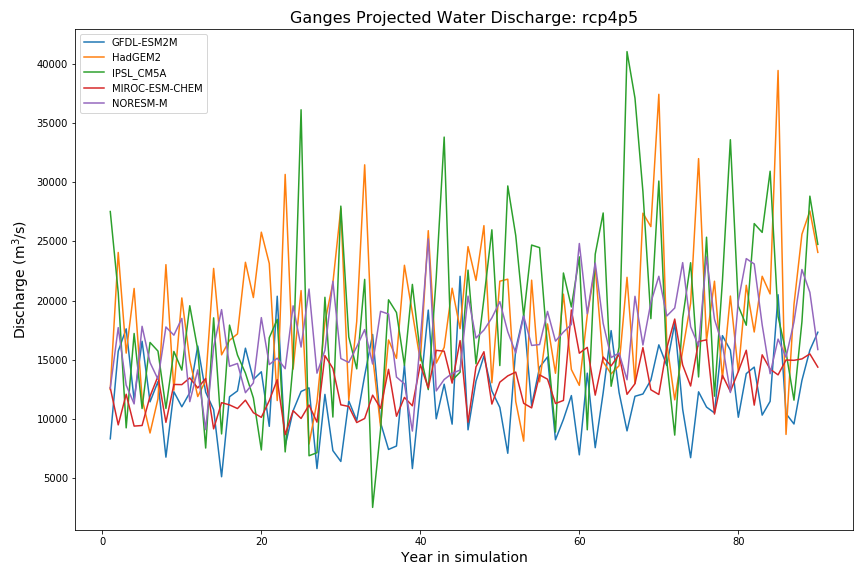 Ganges Projected Water Discharge: rcp4p5
GFDL-ESM2M
HadGEM2
IPSL_CM5A
MIROC-ESM-CHEM
NORESM-M
Discharge (m³/s)
40000
35000
30000
25000
20000
15000
10000
5000
0 20 40 60 80
Year in simulation